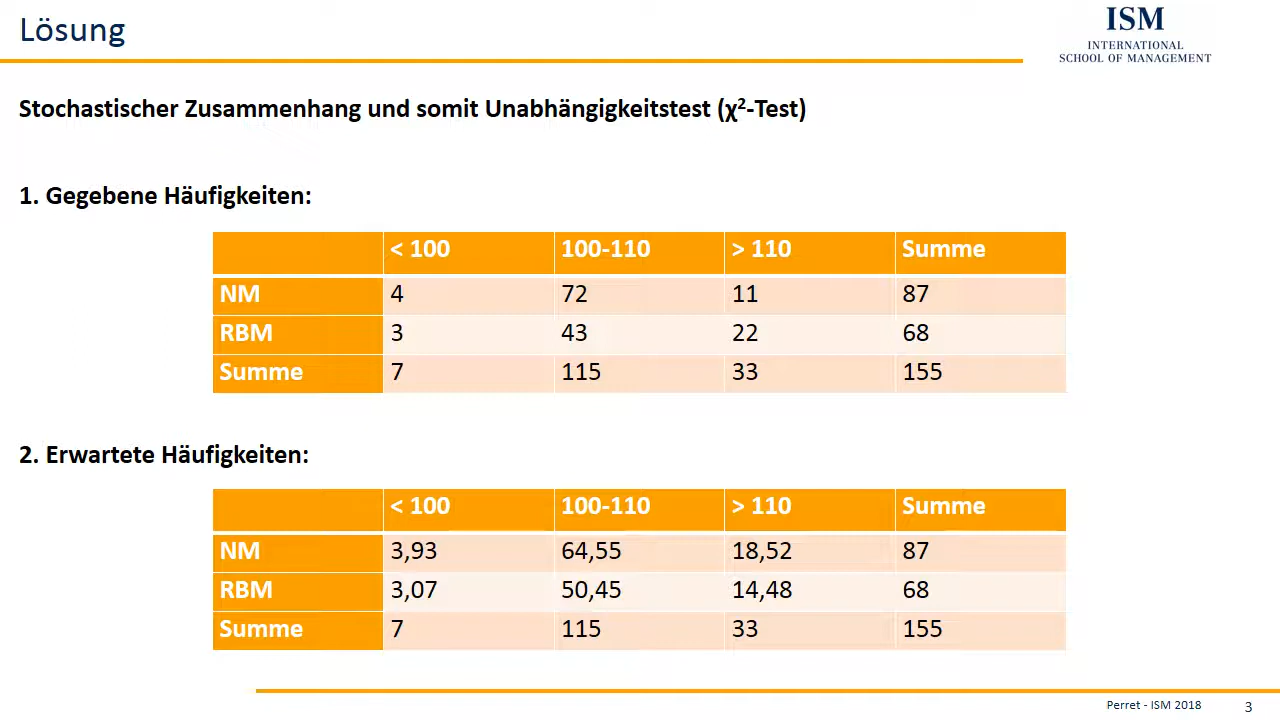 Lösung
ISM
INTERNATIONAL
SCHOOL OF MANAGEMENT
Stochastischer Zusammenhang und somit Unabhängigkeitstest (χ²-Test)
1. Gegebene Häufigkeiten:
< 100 100-110 > 110 Summe
NM 4 72 11 87
RBM 3 43 22 68
Summe 7 115 33 155
2. Erwartete Häufigkeiten:
< 100 100-110 > 110 Summe
NM 3,93 64,55 18,52 87
RBM 3,07 50,45 14,48 68
Summe 7 115 33 155
Perret - ISM 2018 3